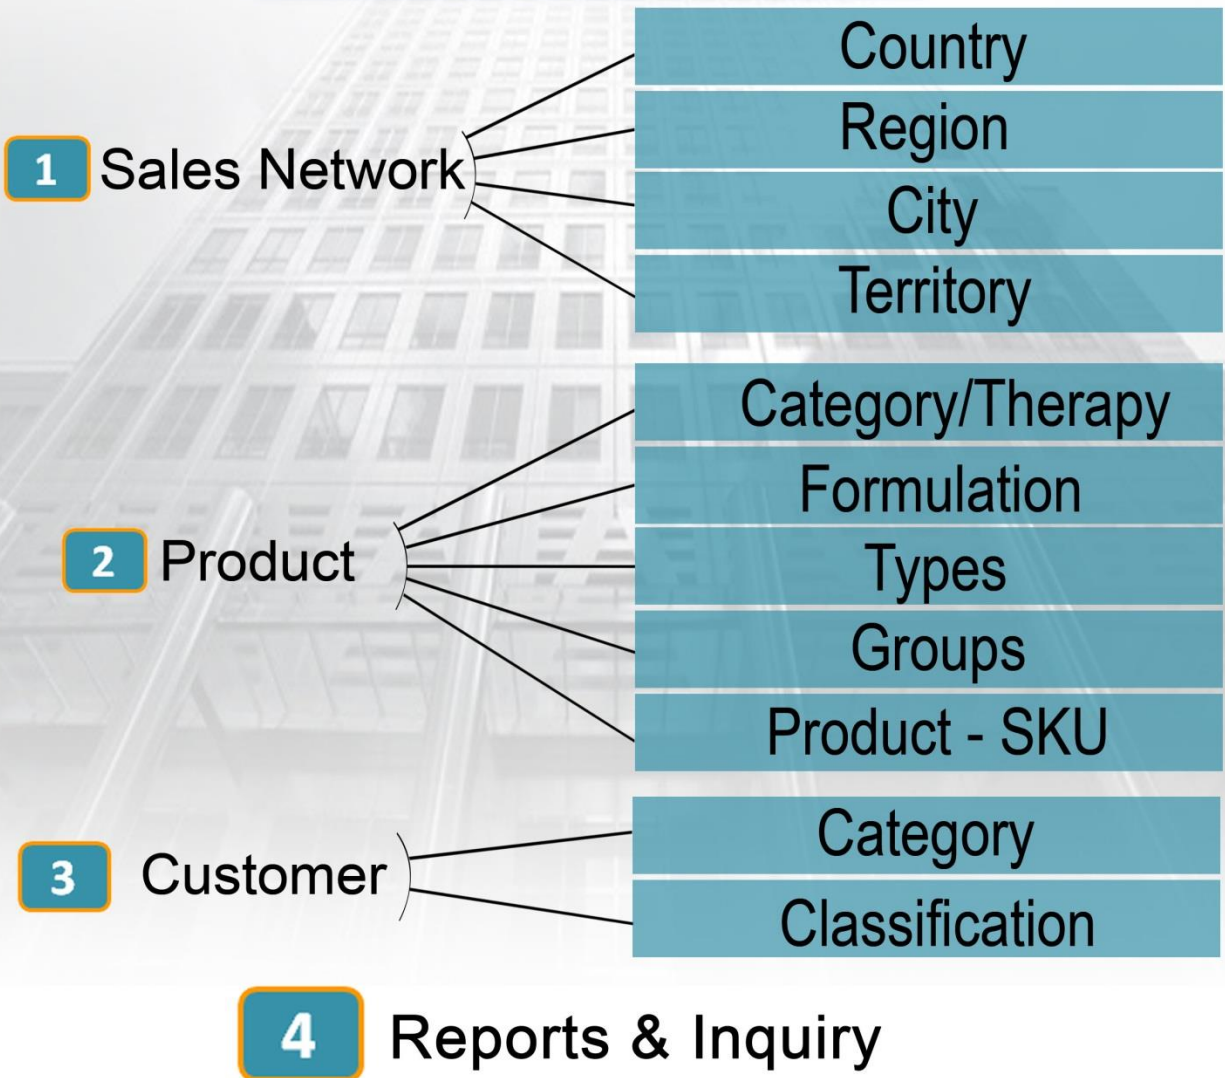 1 Sales Network
Country
Region
City
Territory
2 Product
Category/Therapy
Formulation
Types
Groups
Product - SKU
3 Customer
Category
Classification
4 Reports & Inquiry